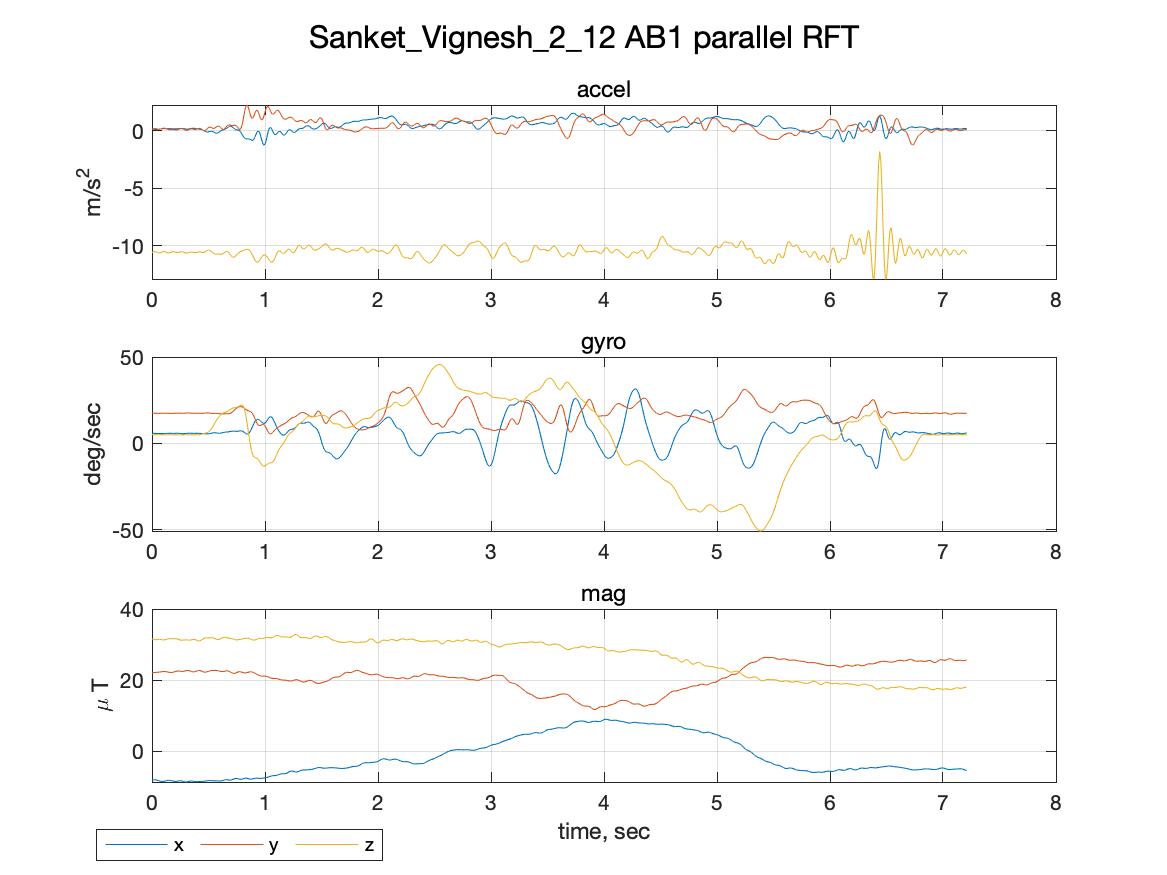 Sanket_Vignesh_2_12 AB1 parallel RFT
accel
0
-5
-10
m/s2
0 1 2 3 4 5 6 7 8
gyro
50
0
-50
deg/sec
0 1 2 3 4 5 6 7 8
mag
40
20
0
μ T
0 1 2 3 4 5 6 7 8
time, sec
x y z